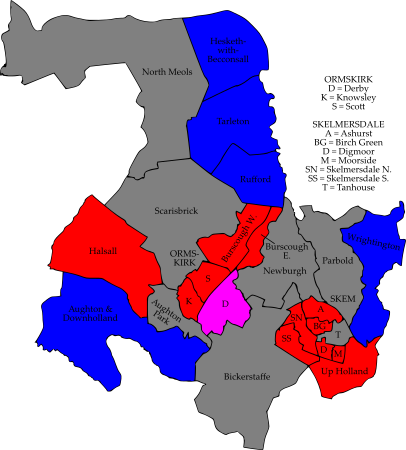 Hesketh-
with-
Becconsall
North Meols
Tarleton
Rufford
ORMSKIRK
D = Derby
K = Knowsley
S = Scott
SKELMERSDALE
A = Ashurst
BG = Birch Green
D = Digmoor
M = Moorside
SN = Skelmersdale N.
SS = Skelmersdale S.
T = Tanhouse
Scarisbrick
Burscough W.
Wrightington
Halsall
ORMS-
KIRK
Burscough
E.
Newburgh
Parbold
S
K
D
Aughton &
Downholland
Aughton
Park
SKEM
A
SN
BG
T
SS
D
M
Up Holland
Bickerstaffe